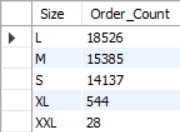 Size Order_Count
L 18526
M 15385
S 14137
XL 544
XXL 28